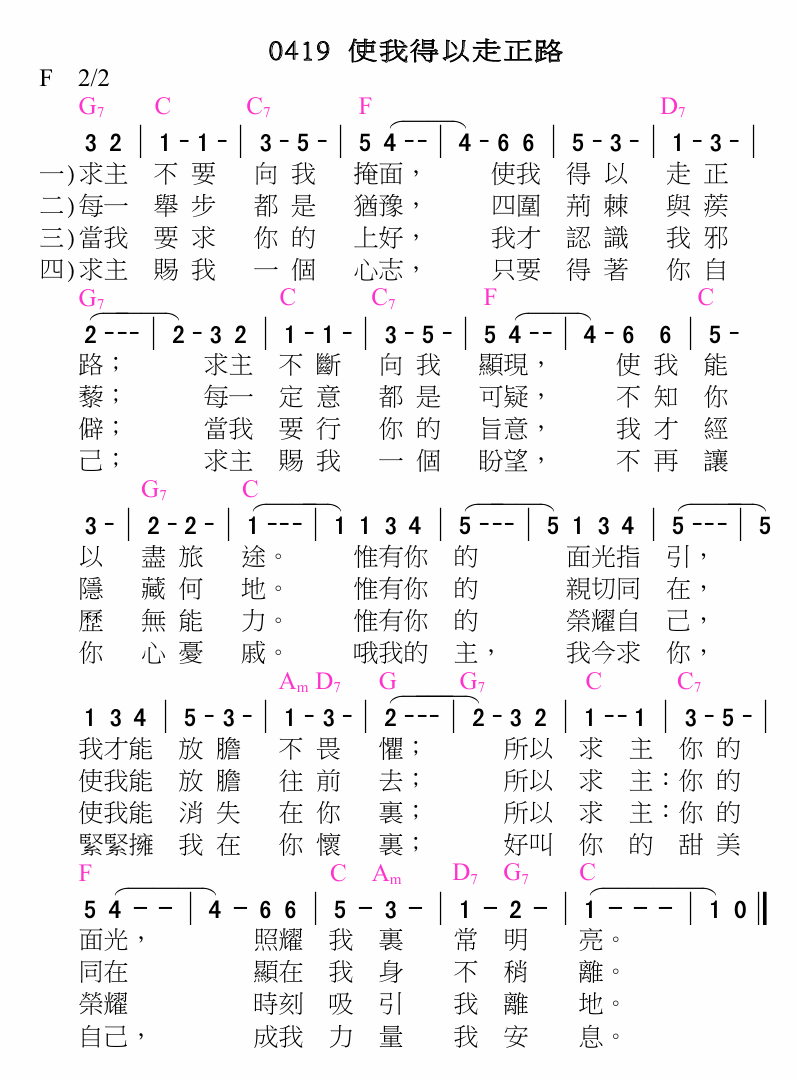 0419 使我得以走正路
F 2/2
G7 C C7 F D7
3 2 | 1 - 1 - | 3 - 5 - | 5 4 - - | 4 - 6 6 | 5 - 3 - | 1 - 3 - |
一)求主 不 要 向 我 掩面， 使我 得 以 走 正
二)每一 舉 步 都 是 猶豫， 四圍 荊 棘 與 蒺
三)當我 要 求 你 的 上好， 我才 認 識 我 邪
四)求主 賜 我 一 個 心志， 只要 得 著 你 自
G7 C C7 F C
2 - - - | 2 - 3 2 | 1 - 1 - | 3 - 5 - | 5 4 - - | 4 - 6 6 | 5 -
路； 求主 不 斷 向 我 顯現， 使 我 能
藜； 每一 定 意 都 是 可疑， 不 知 你
僻； 當我 要 行 你 的 旨意， 我 才 經
己； 求主 賜 我 一 個 盼望， 不 再 讓
G7 C
3 - | 2 - 2 - | 1 - - - | 1 1 3 4 | 5 - - - | 5 1 3 4 | 5 - - - | 5
以 盡 旅 途。 惟有你 的 面光指 引，
隱 藏 何 地。 惟有你 的 親切同 在，
歷 無 能 力。 惟有你 的 榮耀自 己，
你 心 憂 戚。 哦我的 主， 我今求 你，
Am D7 G G7 C C7
1 3 4 | 5 - 3 - | 1 - 3 - | 2 - - - | 2 - 3 2 | 1 - - 1 | 3 - 5 - |
我才能 放 膽 不 畏 懼； 所以 求 主 你 的
使我能 放 膽 往 前 去； 所以 求 主：你 的
使我能 消 失 在 你 裏； 所以 求 主：你 的
緊緊擁 我 在 你 懷 裏； 好叫 你 的 甜 美
F C Am D7 G7 C
5 4 - - | 4 - 6 6 | 5 - 3 - | 1 - 2 - | 1 - - - | 1 0 ||
面光， 照耀 我 裏 常 明 亮。
同在 顯在 我 身 不 稍 離。
榮耀 時刻 吸 引 我 離 地。
自己， 成我 力 量 我 安 息。